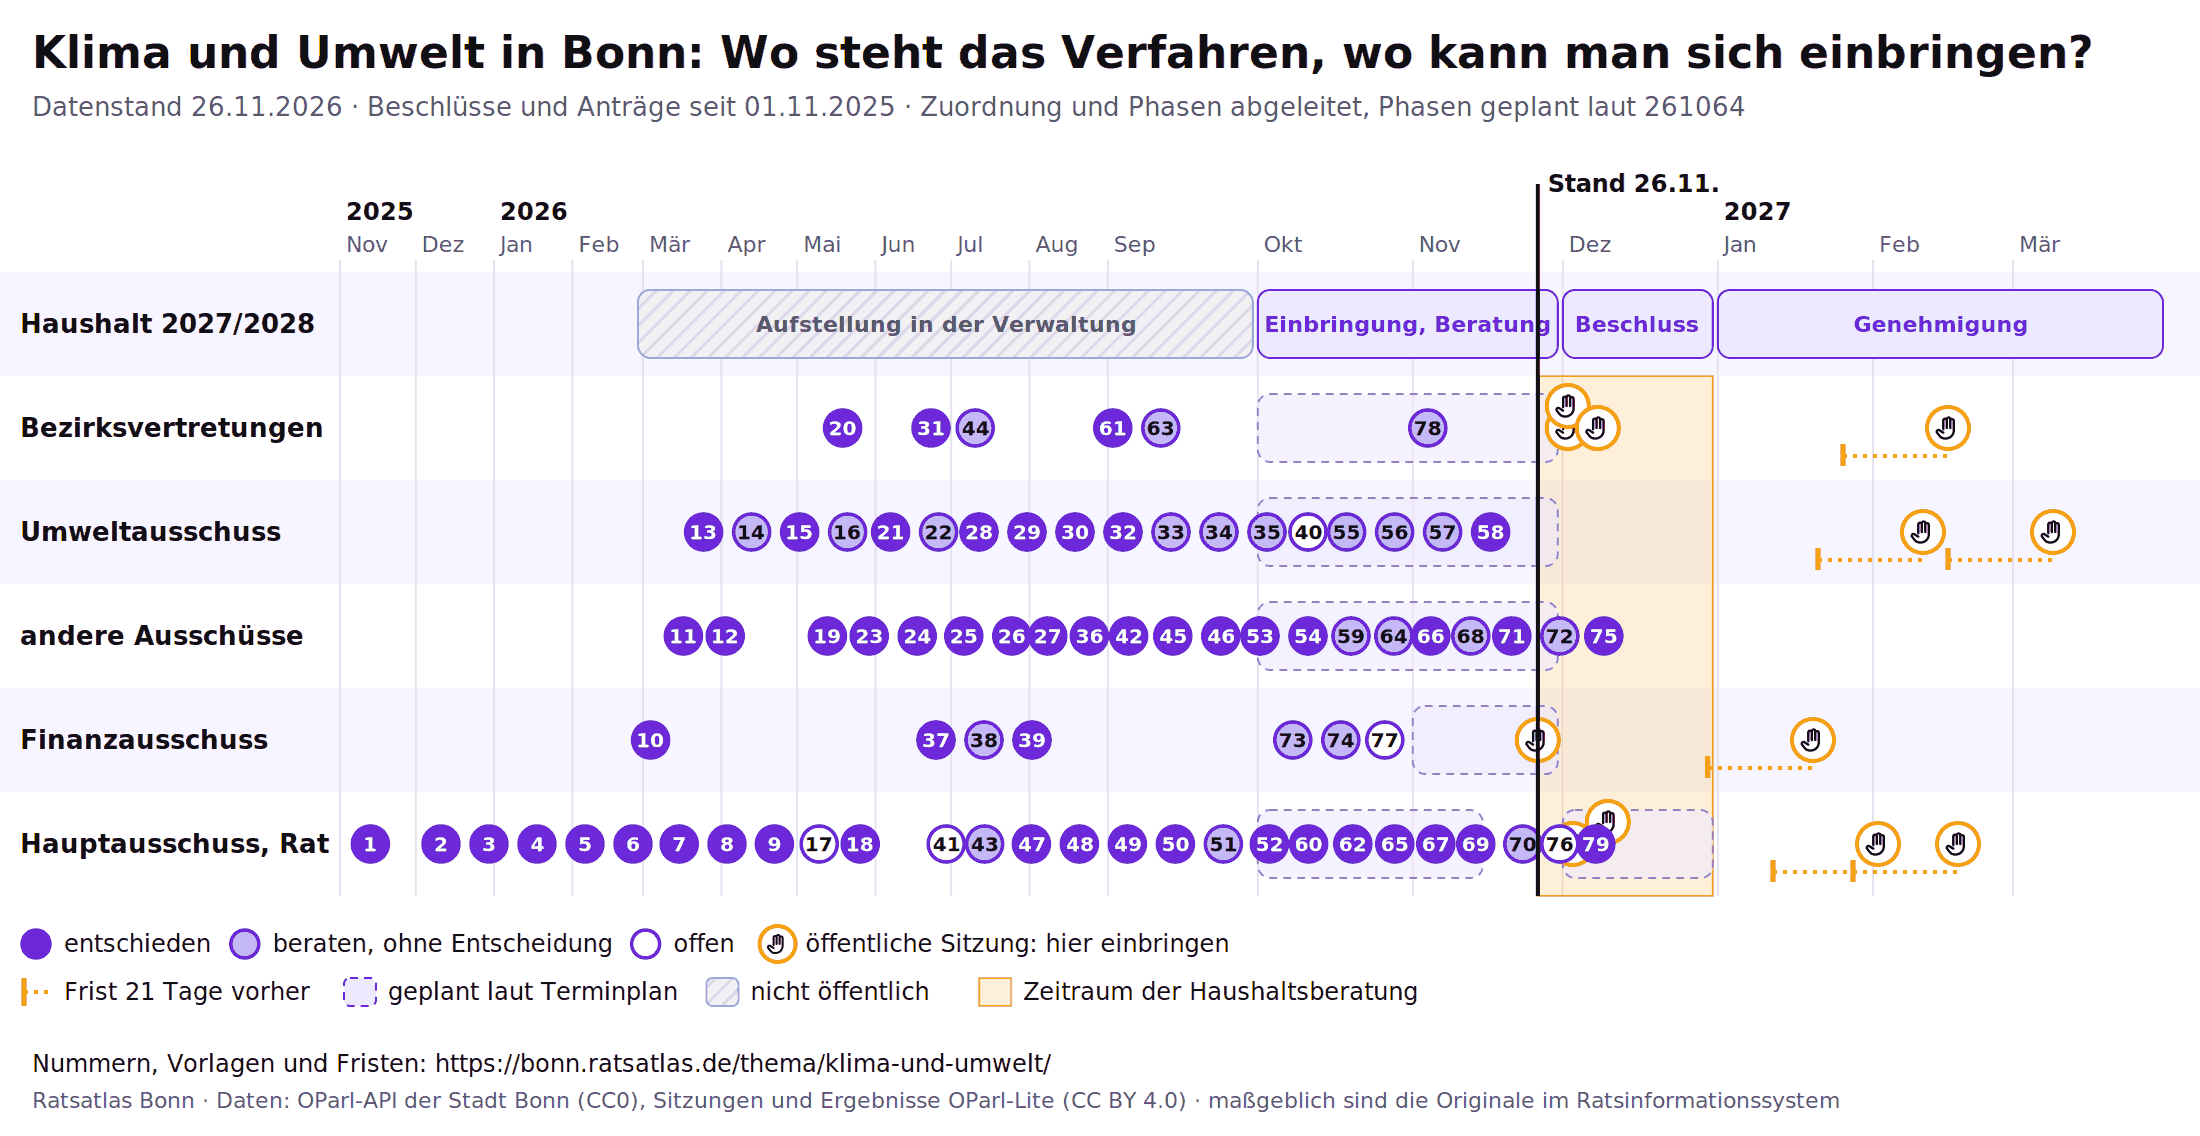 Klima und Umwelt in Bonn: Wo steht das Verfahren, wo kann man sich einbringen?
Datenstand 26.11.2026 · Beschlüsse und Anträge seit 01.11.2025 · Zuordnung und Phasen abgeleitet, Phasen geplant laut 261064
Stand 26.11.
2025 2026 2027
Nov Dez Jan Feb Mär Apr Mai Jun Jul Aug Sep Okt Nov Dez Jan Feb Mär
Haushalt 2027/2028 Aufstellung in der Verwaltung Einbringung, Beratung Beschluss Genehmigung
Bezirksvertretungen 20 31 44 61 63 78
Umweltausschuss 13 14 15 16 21 22 28 29 30 32 33 34 35 40 55 56 57 58
andere Ausschüsse 11 12 19 23 24 25 26 27 36 42 45 46 53 54 59 64 66 68 71 72 75
Finanzausschuss 10 37 38 39 73 74 77
Hauptausschuss, Rat 1 2 3 4 5 6 7 8 9 17 18 41 43 47 48 49 50 51 52 60 62 65 67 69 70 76 79
entschieden beraten, ohne Entscheidung offen öffentliche Sitzung: hier einbringen
Frist 21 Tage vorher geplant laut Terminplan nicht öffentlich Zeitraum der Haushaltsberatung
Nummern, Vorlagen und Fristen: https://bonn.ratsatlas.de/thema/klima-und-umwelt/
Ratsatlas Bonn · Daten: OParl-API der Stadt Bonn (CC0), Sitzungen und Ergebnisse OParl-Lite (CC BY 4.0) · maßgeblich sind die Originale im Ratsinformationssystem